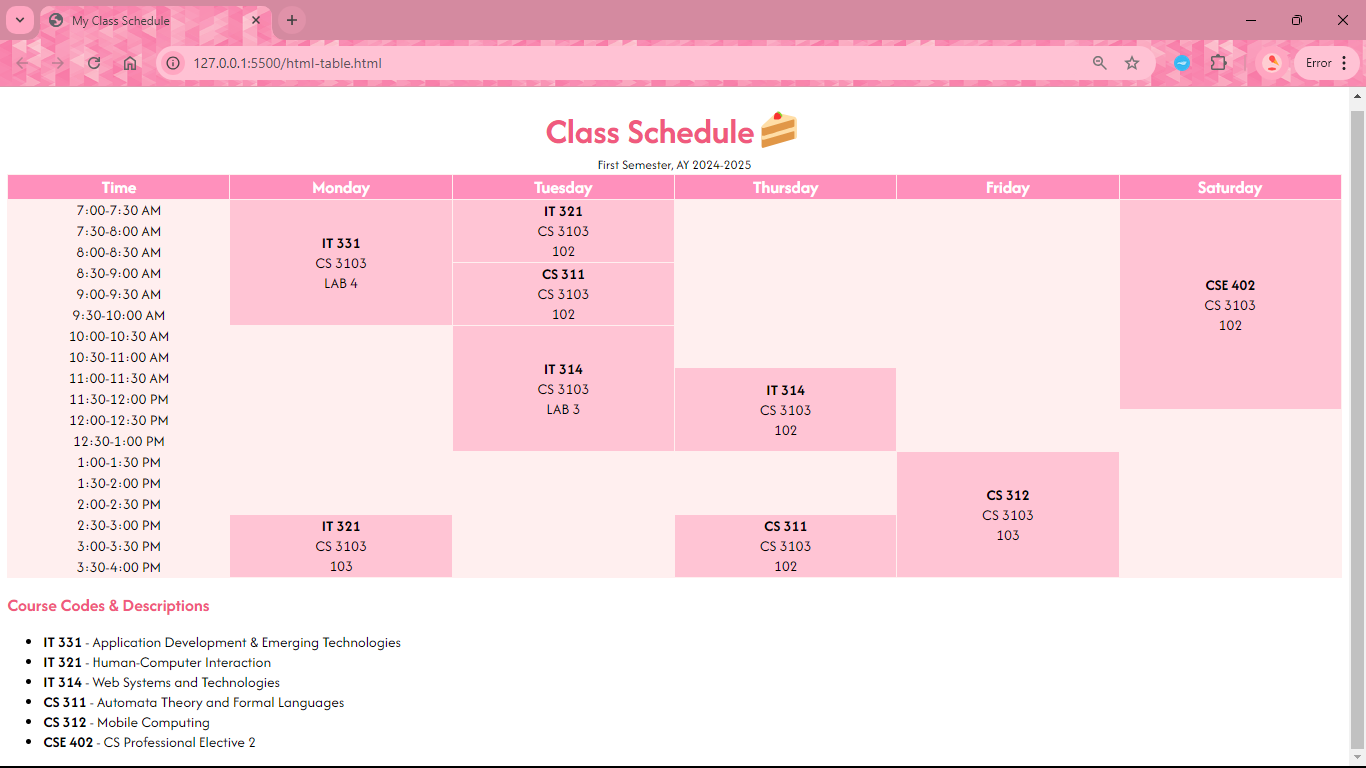 My Class Schedule
127.0.0.1:5500/html-table.html
Error
Class Schedule
First Semester, AY 2024-2025
Time Monday Tuesday Thursday Friday Saturday
7:00-7:30 AM
7:30-8:00 AM
8:00-8:30 AM
8:30-9:00 AM
9:00-9:30 AM
9:30-10:00 AM
10:00-10:30 AM
10:30-11:00 AM
11:00-11:30 AM
11:30-12:00 PM
12:00-12:30 PM
12:30-1:00 PM
1:00-1:30 PM
1:30-2:00 PM
2:00-2:30 PM
2:30-3:00 PM
3:00-3:30 PM
3:30-4:00 PM
IT 331
CS 3103
LAB 4
IT 321
CS 3103
103
IT 321
CS 3103
102
CS 311
CS 3103
102
IT 314
CS 3103
LAB 3
IT 314
CS 3103
102
CS 311
CS 3103
102
CS 312
CS 3103
103
CSE 402
CS 3103
102
Course Codes & Descriptions
IT 331 - Application Development & Emerging Technologies
IT 321 - Human-Computer Interaction
IT 314 - Web Systems and Technologies
CS 311 - Automata Theory and Formal Languages
CS 312 - Mobile Computing
CSE 402 - CS Professional Elective 2